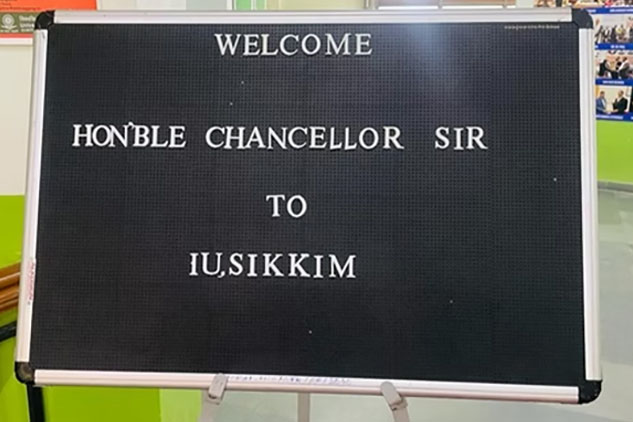 WELCOME
HON'BLE CHANCELLOR SIR
TO
IU,SIKKIM